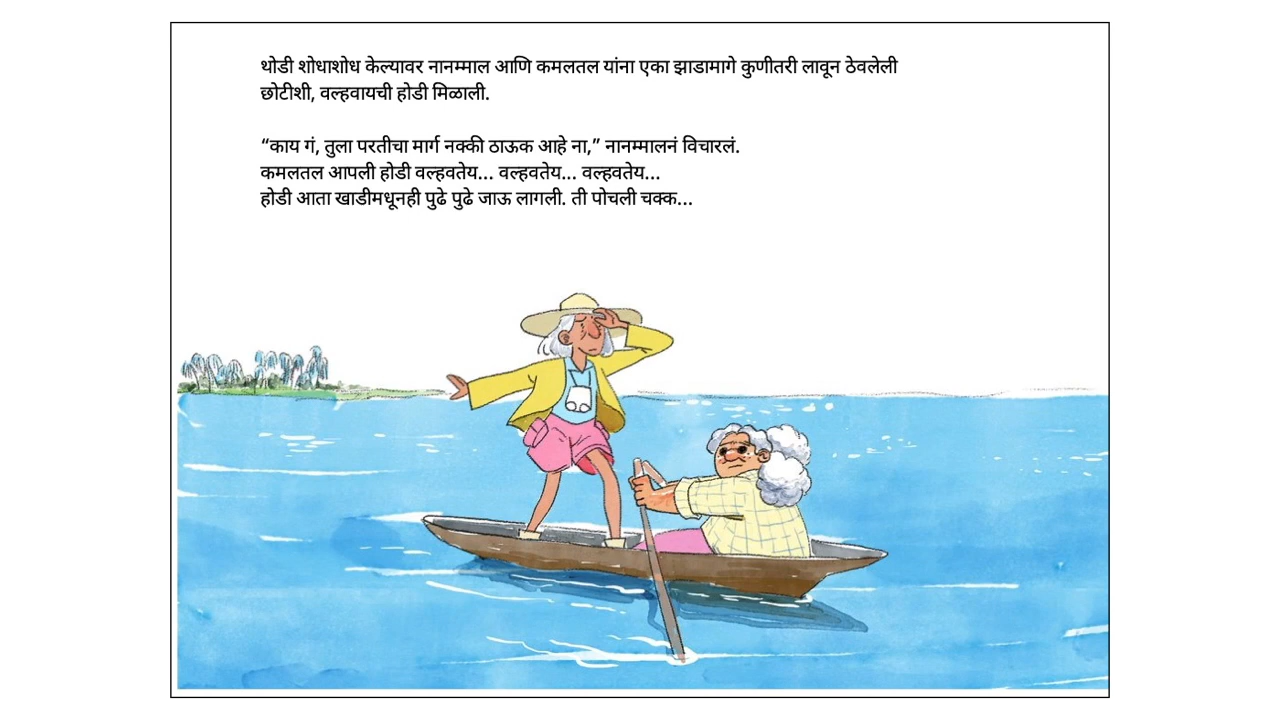 थोडी शोधाशोध केल्यावर नानम्माल आणि कमलतल यांना एका झाडामागे कुणीतरी लावून ठेवलेली
छोटीशी, वल्हवायची होडी मिळाली.
“काय गं, तुला परतीचा मार्ग नक्की ठाऊक आहे ना,” नानम्मालनं विचारलं.
कमलतल आपली होडी वल्हवतेय... वल्हवतेय... वल्हवतेय...
होडी आता खाडीमधूनही पुढे पुढे जाऊ लागली. ती पोचली चक्क...